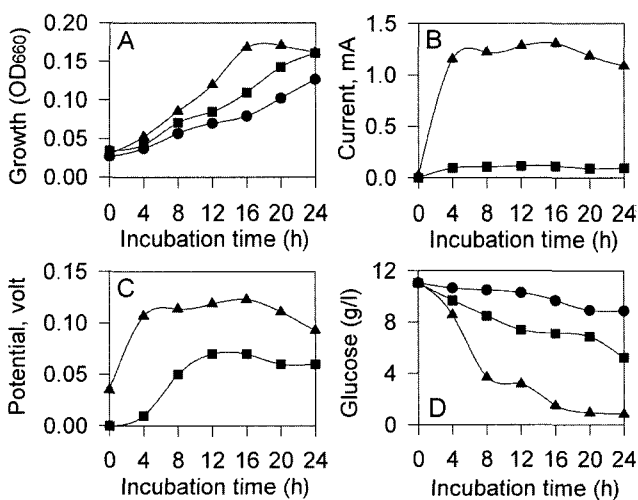 A
Growth (OD660)
0.20
0.15
0.10
0.05
0.00
0 4 8 12 16 20 24
Incubation time (h)
B
Current, mA
1.5
1.0
0.5
0.0
0 4 8 12 16 20 24
Incubation time (h)
C
Potential, volt
0.15
0.10
0.05
0.00
0 4 8 12 16 20 24
Incubation time (h)
D
Glucose (g/l)
12
8
4
0
0 4 8 12 16 20 24
Incubation time (h)